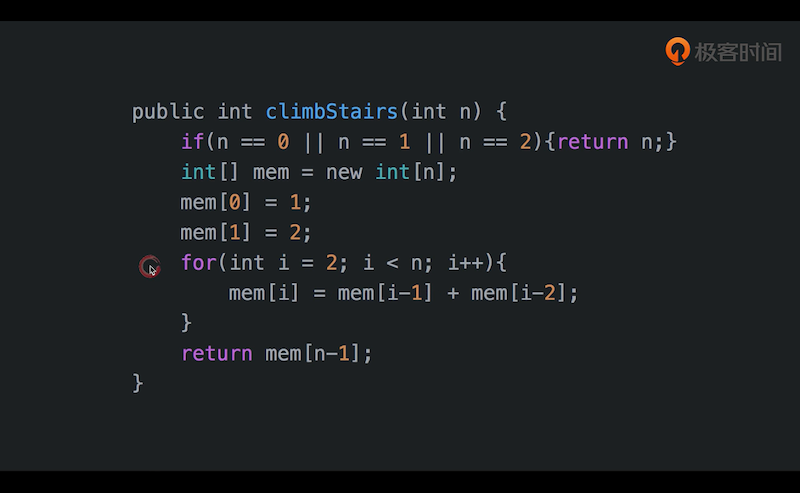 极客时间
public int climbStairs(int n) {
    if(n == 0 || n == 1 || n == 2){return n;}
    int[] mem = new int[n];
    mem[0] = 1;
    mem[1] = 2;
    for(int i = 2; i < n; i++){
        mem[i] = mem[i-1] + mem[i-2];
    }
    return mem[n-1];
}